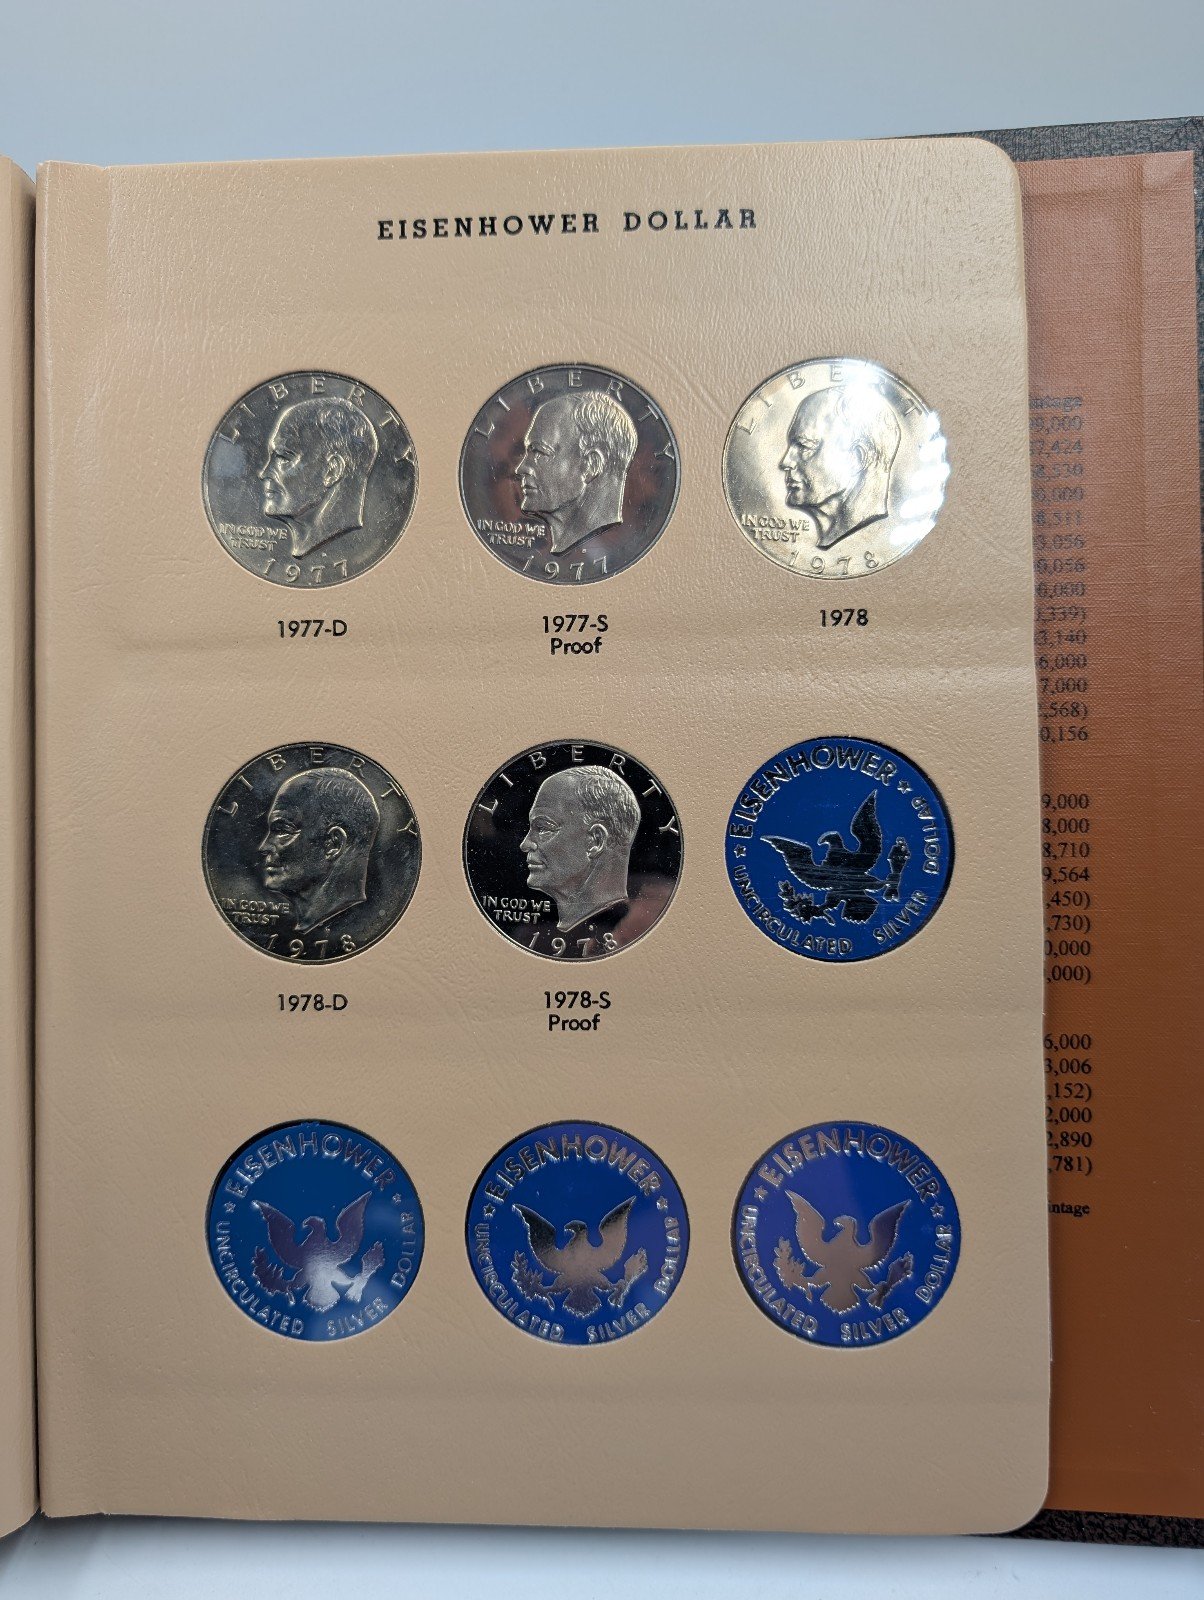 EISENHOWER DOLLAR
LIBERTY
IN GOD WE
TRUST
1977
1977-D
LIBERTY
IN GOD WE
TRUST
1977
1977-S
Proof
LIBERTY
IN GOD WE
TRUST
1978
1978
LIBERTY
IN GOD WE
TRUST
1978
1978-D
LIBERTY
IN GOD WE
TRUST
1978
1978-S
Proof
EISENHOWER
UNCIRCULATED SILVER DOLLAR
EISENHOWER
UNCIRCULATED SILVER DOLLAR
EISENHOWER
UNCIRCULATED SILVER DOLLAR
EISENHOWER
UNCIRCULATED SILVER DOLLAR